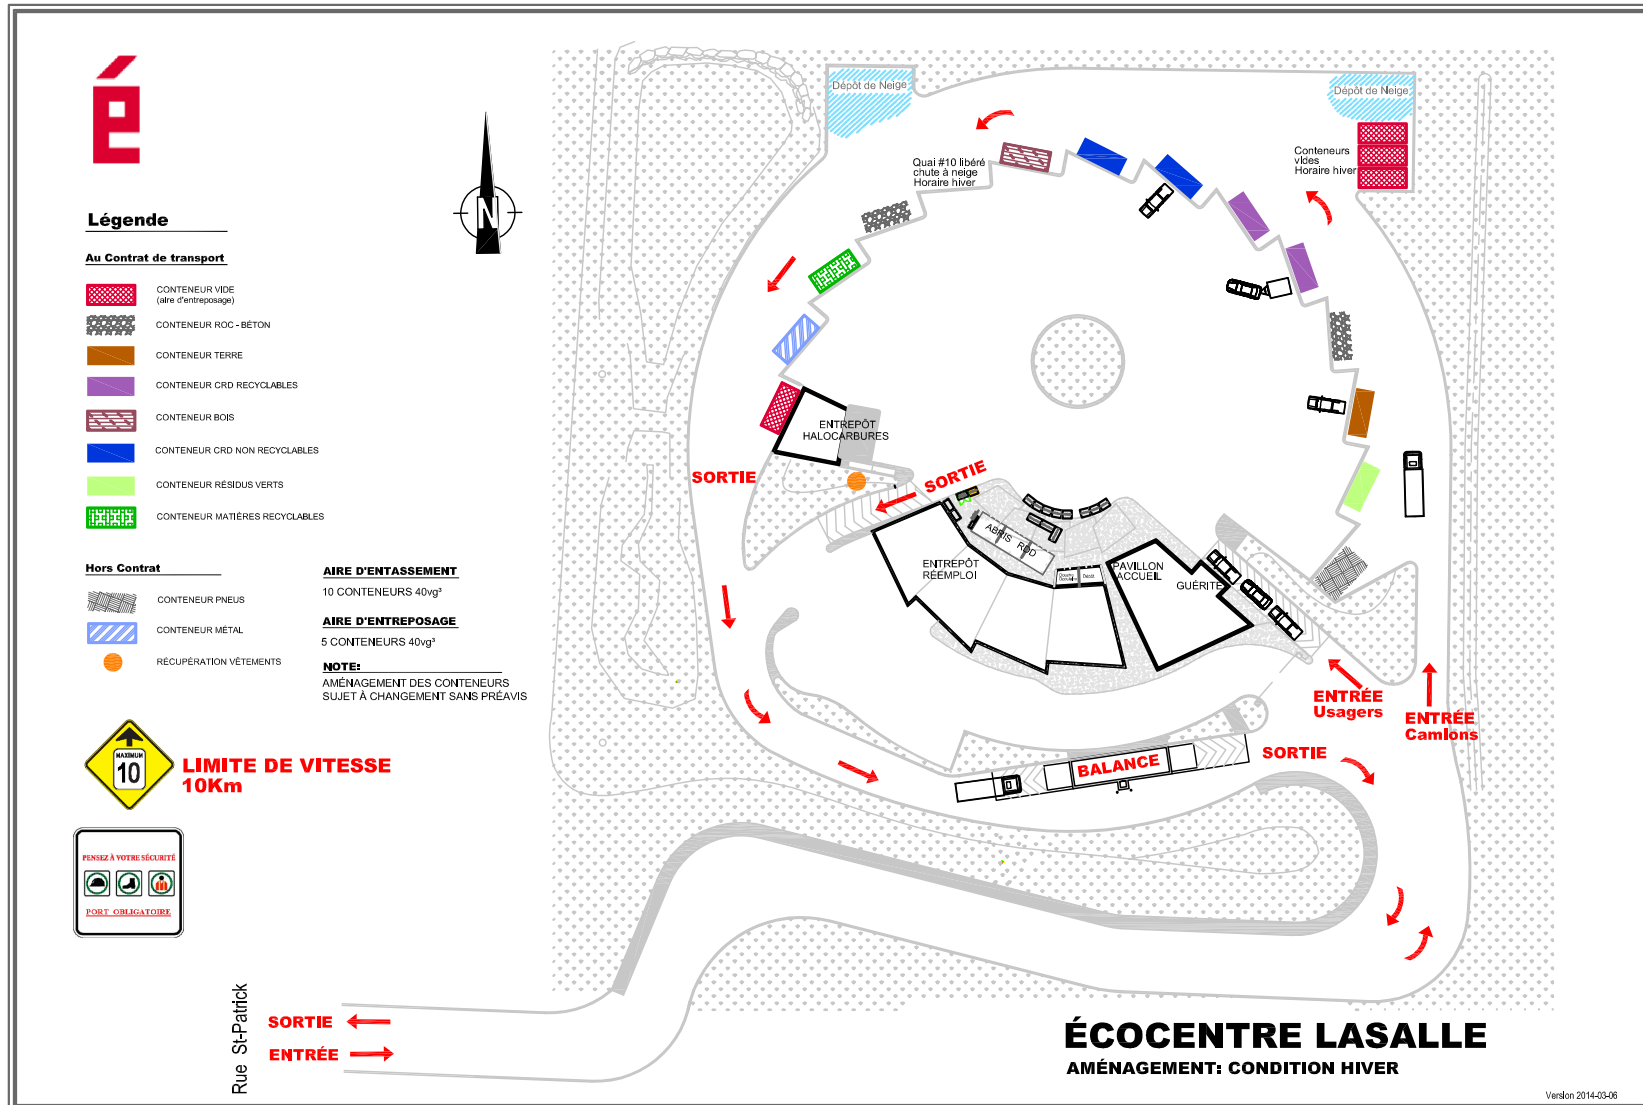 é
Légende
Au Contrat de transport
CONTENEUR VIDE
(aire d'entreposage)
CONTENEUR ROC - BÉTON
CONTENEUR TERRE
CONTENEUR CRD RECYCLABLES
CONTENEUR BOIS
CONTENEUR CRD NON RECYCLABLES
CONTENEUR RÉSIDUS VERTS
CONTENEUR MATIÈRES RECYCLABLES
Hors Contrat
CONTENEUR PNEUS
CONTENEUR MÉTAL
RÉCUPÉRATION VÊTEMENTS
AIRE D'ENTASSEMENT
10 CONTENEURS 40vg³
AIRE D'ENTREPOSAGE
5 CONTENEURS 40vg³
NOTE:
AMÉNAGEMENT DES CONTENEURS
SUJET À CHANGEMENT SANS PRÉAVIS
MAXIMUM
10
LIMITE DE VITESSE
10Km
PENSEZ À VOTRE SÉCURITÉ
PORT OBLIGATOIRE
N
Dépôt de Neige
Dépôt de Neige
Quai #10 libéré
chute à neige
Horaire hiver
Conteneurs
vides
Horaire hiver
ENTREPÔT
HALOCARBURES
SORTIE
SORTIE
ABRIS RDD
ENTREPÔT
RÉEMPLOI
PAVILLON
ACCUEIL
GUÉRITE
ENTRÉE
Usagers
ENTRÉE
Camions
SORTIE
BALANCE
Rue St-Patrick
SORTIE
ENTRÉE
ÉCOCENTRE LASALLE
AMÉNAGEMENT: CONDITION HIVER
Version 2014-03-06